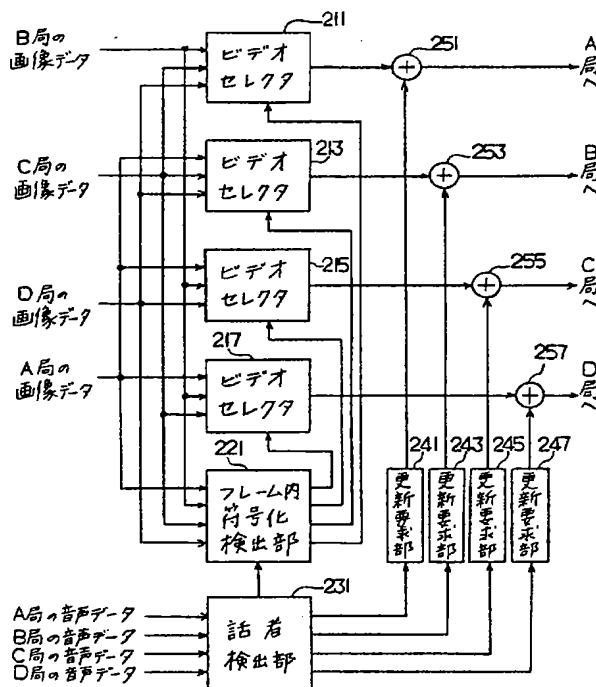 211
B局の
画像データ
ビデオ
セレクタ
251
A
局
へ
C局の
画像データ
213
ビデオ
セレクタ
253
B
局
へ
D局の
画像データ
215
ビデオ
セレクタ
255
C
局
へ
A局の
画像データ
217
ビデオ
セレクタ
257
D
局
へ
221
フレーム内
符号化
検出部
241
243
245
247
更新要求部
更新要求部
更新要求部
更新要求部
231
A局の音声データ
B局の音声データ
C局の音声データ
D局の音声データ
話者
検出部